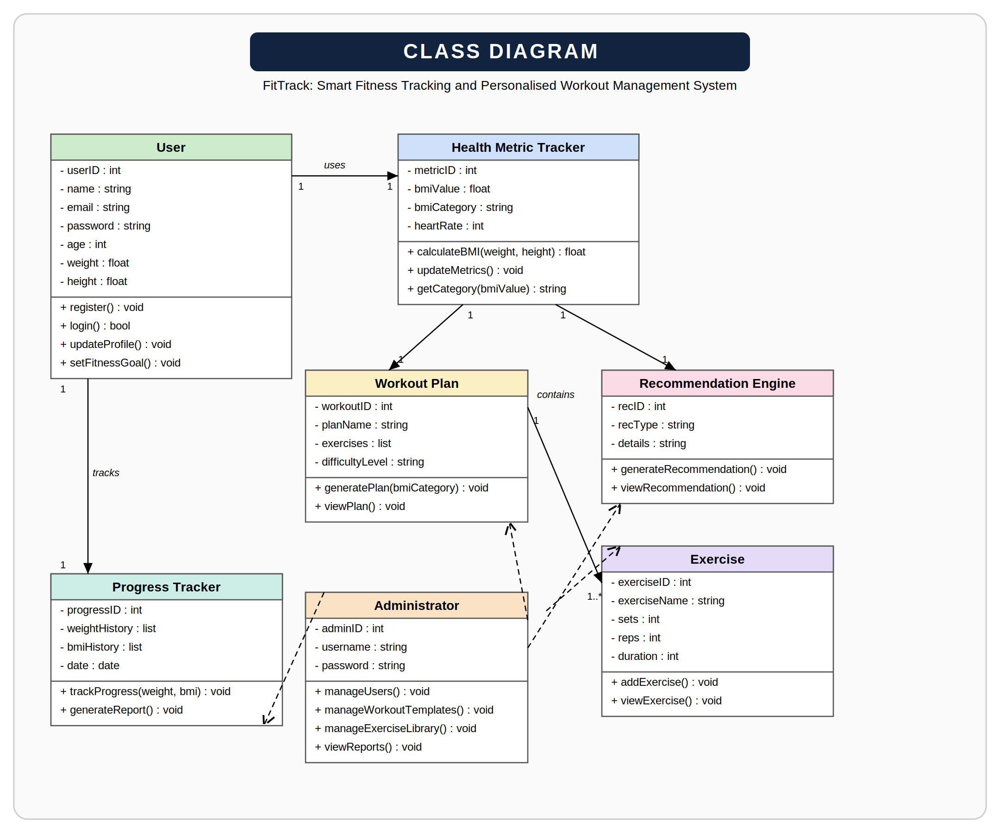 CLASS DIAGRAM
FitTrack: Smart Fitness Tracking and Personalised Workout Management System
User
- userID : int
- name : string
- email : string
- password : string
- age : int
- weight : float
- height : float
+ register() : void
+ login() : bool
+ updateProfile() : void
+ setFitnessGoal() : void
uses
1
1
Health Metric Tracker
- metricID : int
- bmiValue : float
- bmiCategory : string
- heartRate : int
+ calculateBMI(weight, height) : float
+ updateMetrics() : void
+ getCategory(bmiValue) : string
1
1
1
1
1
tracks
1
Workout Plan
- workoutID : int
- planName : string
- exercises : list
- difficultyLevel : string
+ generatePlan(bmiCategory) : void
+ viewPlan() : void
contains
1
1..*
Recommendation Engine
- recID : int
- recType : string
- details : string
+ generateRecommendation() : void
+ viewRecommendation() : void
Progress Tracker
- progressID : int
- weightHistory : list
- bmiHistory : list
- date : date
+ trackProgress(weight, bmi) : void
+ generateReport() : void
Administrator
- adminID : int
- username : string
- password : string
+ manageUsers() : void
+ manageWorkoutTemplates() : void
+ manageExerciseLibrary() : void
+ viewReports() : void
Exercise
- exerciseID : int
- exerciseName : string
- sets : int
- reps : int
- duration : int
+ addExercise() : void
+ viewExercise() : void